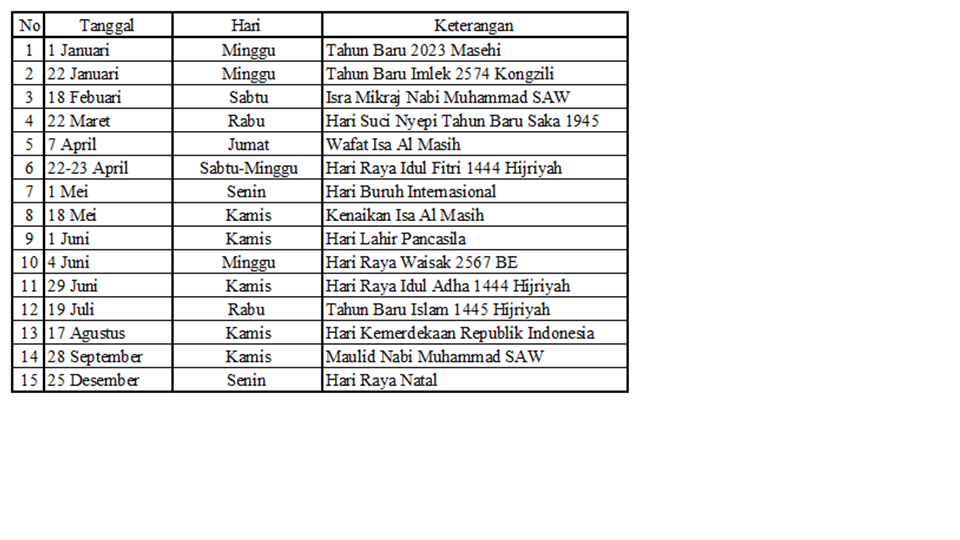 No Tanggal Hari Keterangan
1 1 Januari Minggu Tahun Baru 2023 Masehi
2 22 Januari Minggu Tahun Baru Imlek 2574 Kongzili
3 18 Febuari Sabtu Isra Mikraj Nabi Muhammad SAW
4 22 Maret Rabu Hari Suci Nyepi Tahun Baru Saka 1945
5 7 April Jumat Wafat Isa Al Masih
6 22-23 April Sabtu-Minggu Hari Raya Idul Fitri 1444 Hijriyah
7 1 Mei Senin Hari Buruh Internasional
8 18 Mei Kamis Kenaikan Isa Al Masih
9 1 Juni Kamis Hari Lahir Pancasila
10 4 Juni Minggu Hari Raya Waisak 2567 BE
11 29 Juni Kamis Hari Raya Idul Adha 1444 Hijriyah
12 19 Juli Rabu Tahun Baru Islam 1445 Hijriyah
13 17 Agustus Kamis Hari Kemerdekaan Republik Indonesia
14 28 September Kamis Maulid Nabi Muhammad SAW
15 25 Desember Senin Hari Raya Natal